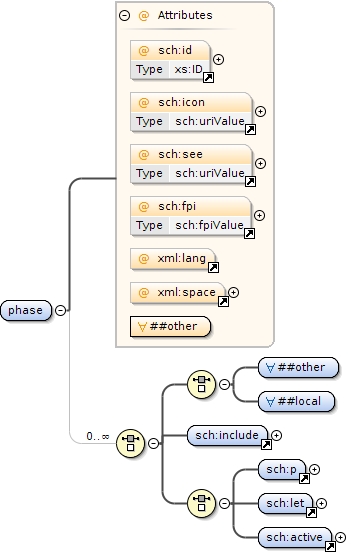 Attributes
@ sch:id
Type xs:ID
@ sch:icon
Type sch:uriValue
@ sch:see
Type sch:uriValue
@ sch:fpi
Type sch:fpiValue
@ xml:lang
@ xml:space
∀ ##other
phase
∀ ##other
∀ ##local
0..∞
sch:include
sch:p
sch:let
sch:active